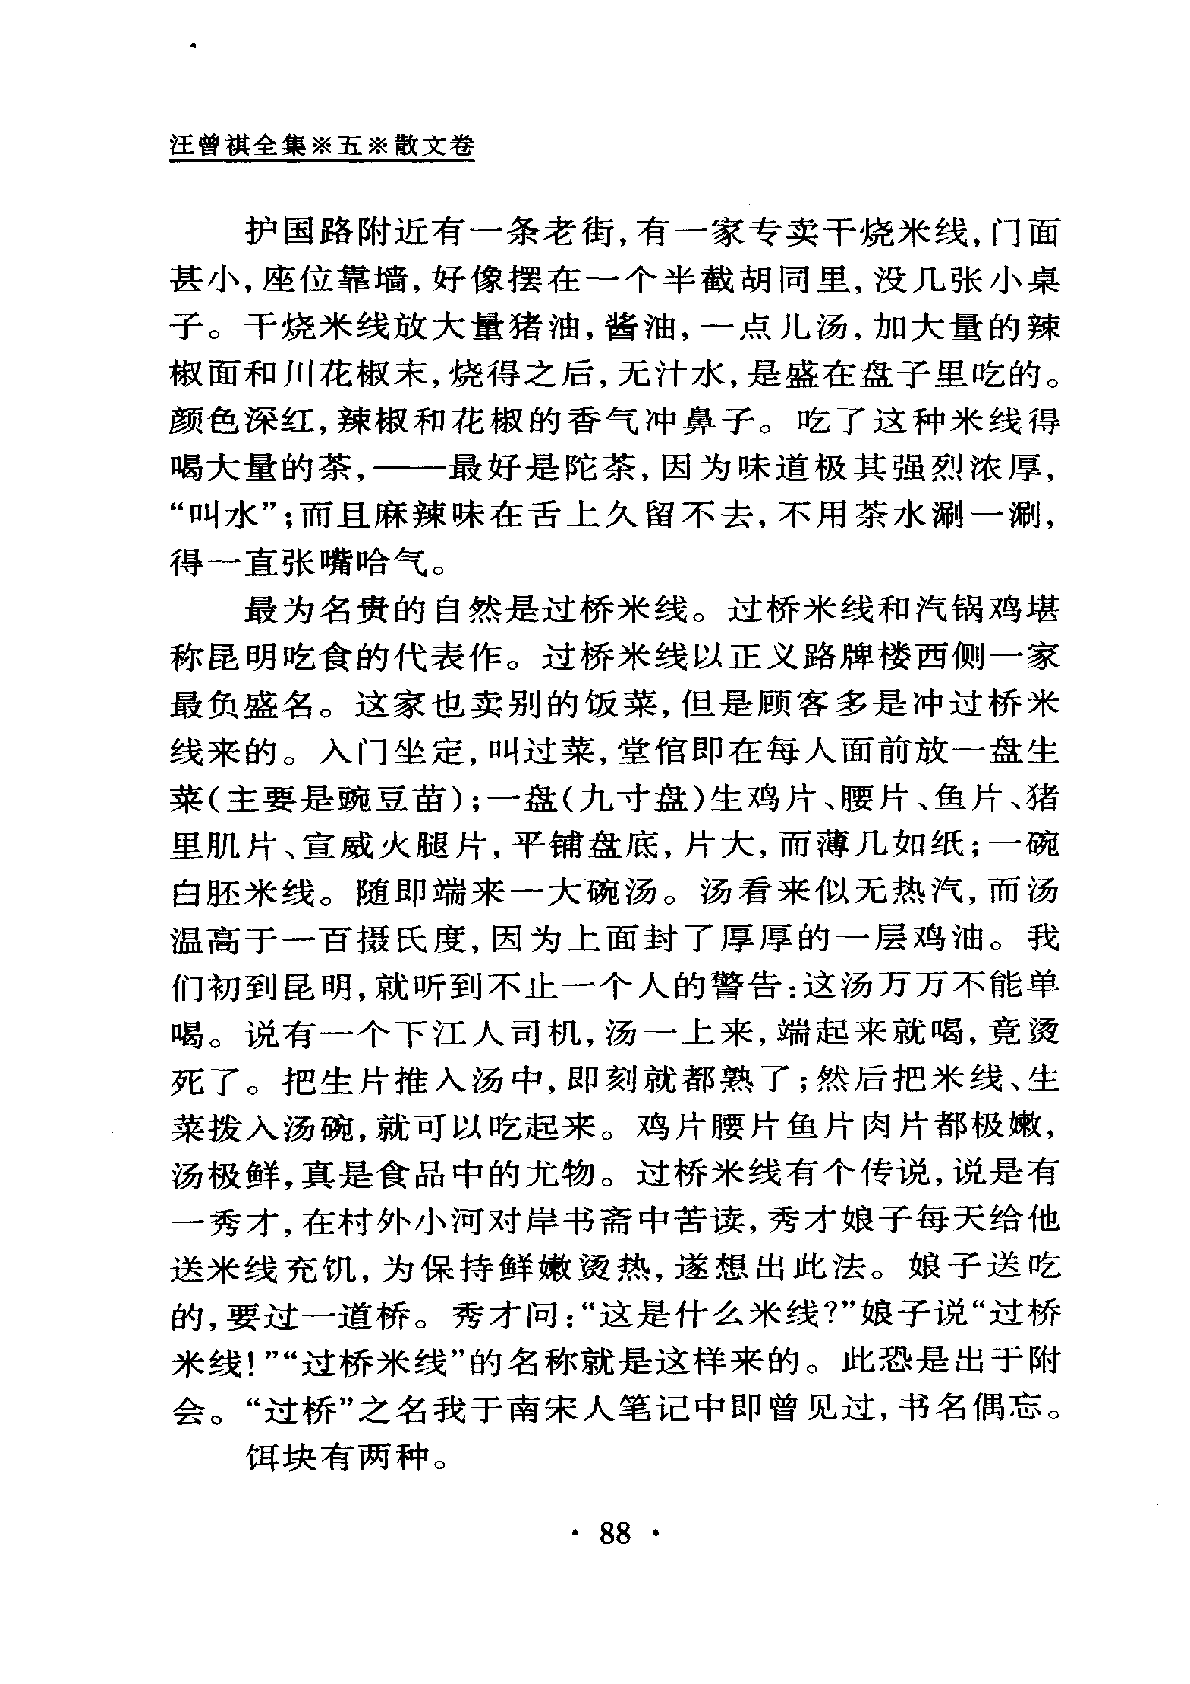 汪曾祺全集※五※散文卷
护国路附近有一条老街,有一家专卖干烧米线,门面
甚小,座位靠墙,好像摆在一个半截胡同里,没几张小桌
子。干烧米线放大量猪油,酱油,一点儿汤,加大量的辣
椒面和川花椒末,烧得之后,无汁水,是盛在盘子里吃的。
颜色深红,辣椒和花椒的香气冲鼻子。吃了这种米线得
喝大量的茶,——最好是陀茶,因为味道极其强烈浓厚,
“叫水”;而且麻辣味在舌上久留不去,不用茶水涮一涮,
得一直张嘴哈气。
最为名贵的自然是过桥米线。过桥米线和汽锅鸡堪
称昆明吃食的代表作。过桥米线以正义路牌楼西侧一家
最负盛名。这家也卖别的饭菜,但是顾客多是冲过桥米
线来的。入门坐定,叫过菜,堂倌即在每人面前放一盘生
菜(主要是豌豆苗);一盘(九寸盘)生鸡片、腰片、鱼片、猪
里肌片、宣威火腿片,平铺盘底,片大,而薄几如纸;一碗
白胚米线。随即端来一大碗汤。汤看来似无热汽,而汤
温高于一百摄氏度,因为上面封了厚厚的一层鸡油。我
们初到昆明,就听到不止一个人的警告:这汤万万不能单
喝。说有一个下江人司机,汤一上来,端起来就喝,竟烫
死了。把生片推入汤中,即刻就都熟了;然后把米线、生
菜拨入汤碗,就可以吃起来。鸡片腰片鱼片肉片都极嫩,
汤极鲜,真是食品中的尤物。过桥米线有个传说,说是有
一秀才,在村外小河对岸书斋中苦读,秀才娘子每天给他
送米线充饥,为保持鲜嫩烫热,遂想出此法。娘子送吃
的,要过一道桥。秀才问:“这是什么米线?”娘子说“过桥
米线!”“过桥米线”的名称就是这样来的。此恐是出于附
会。“过桥”之名我于南宋人笔记中即曾见过,书名偶忘。
饵块有两种。
· 88 ·